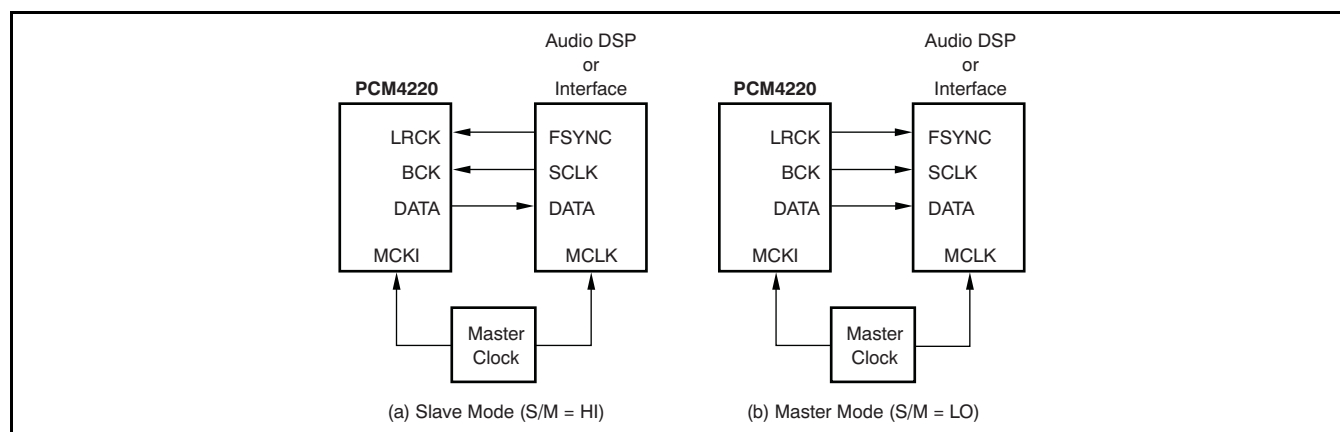 Audio DSP
or
PCM4220 Interface
LRCK FSYNC
BCK SCLK
DATA DATA
MCKI MCLK
Master
Clock
(a) Slave Mode (S/M = HI)
Audio DSP
or
PCM4220 Interface
LRCK FSYNC
BCK SCLK
DATA DATA
MCKI MCLK
Master
Clock
(b) Master Mode (S/M = LO)